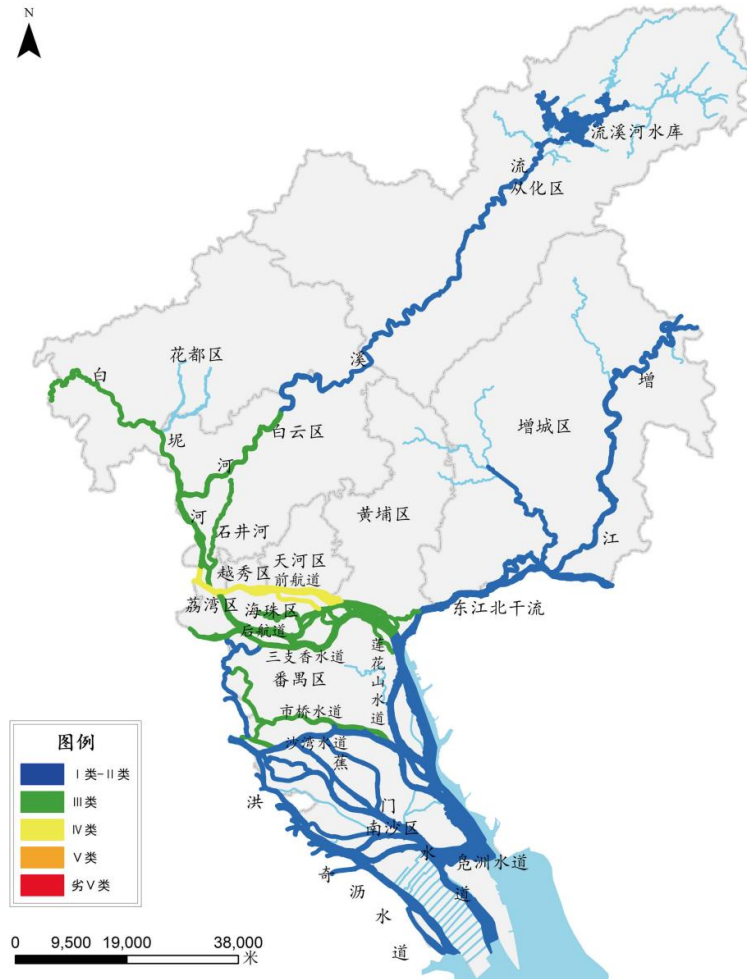 N
流溪河水库
流
从化区
溪
花都区
白
增
坭
白云区
增城区
河
河
石井河
黄埔区
江
天河区
越秀区
前航道
荔湾区
海珠区
东江北干流
后航道
三支香水道
莲花山水道
番禺区
市桥水道
沙湾水道
蕉
洪
门
南沙区
水
凫洲水道
奇
沥
道
水
道
图例
Ⅰ类-Ⅱ类
Ⅲ类
Ⅳ类
Ⅴ类
劣Ⅴ类
0 9,500 19,000 38,000
米